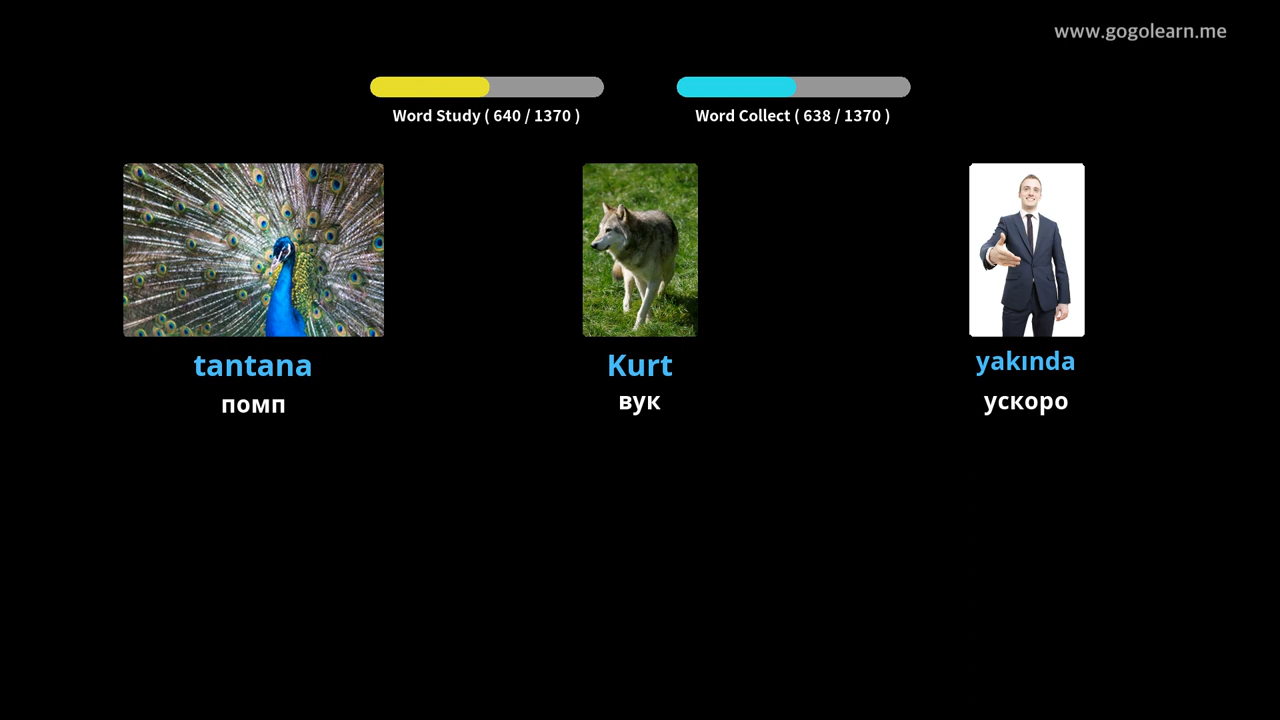 www.gogolearn.me
Word Study ( 640 / 1370 )
Word Collect ( 638 / 1370 )
tantana
помп
Kurt
вук
yakında
ускоро